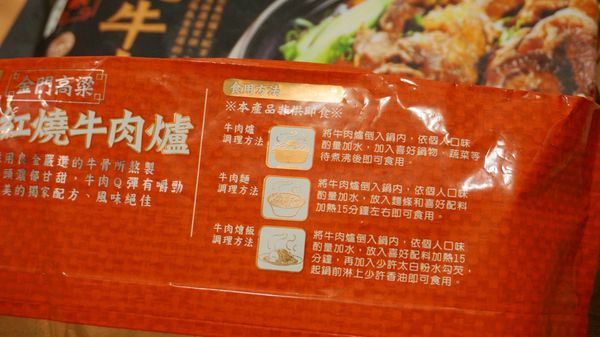 金門高粱
紅燒牛肉爐
用良金嚴選的牛骨所熬製
頭濃郁甘甜，牛肉Q彈有嚼勁
美的獨家配方、風味絕佳
食用方法
※本產品非供即食※
牛肉爐
調理方法
將牛肉爐倒入鍋內，依個人口味
酌量加水，加入喜好鍋物，蔬菜等
待煮沸後即可食用。
牛肉麵
調理方法
將牛肉爐倒入鍋內，依個人口味
酌量加水，放入麵條和喜好配料
加熱15分鐘左右即可食用。
牛肉燴飯
調理方法
將牛肉爐倒入鍋內，依個人口味
酌量加水，放入喜好配料加熱15
分鐘，再加入少許太白粉水勾芡，
起鍋前淋上少許香油即可食用。